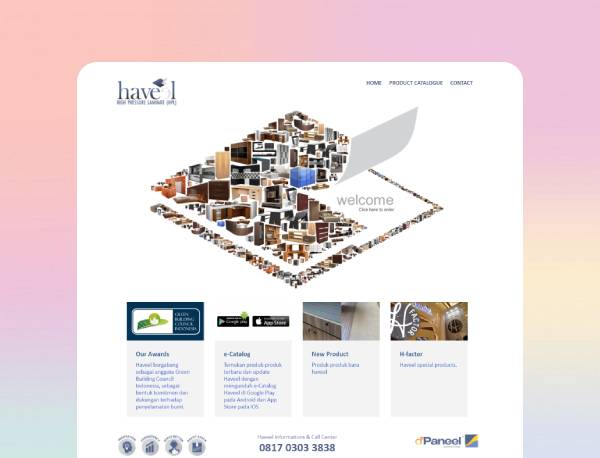 haveel
HIGH PRESSURE LAMINATE (HPL)
HOME PRODUCT CATALOGUE CONTACT
welcome
Click here to enter
GREEN
BUILDING
COUNCIL
INDONESIA
Google play
App Store
H FACTOR
Our Awards
Haveel bergabang
sebagai anggota Green
Building Council
Indonesia, sebagai
bentuk komitmen dan
dukungan terhadap
penyelamatan bumi.
e-Catalog
Temukan produk-produk
terbaru dan update
Haveel dengan
mengunduh e-Catalog
Haveel di Google Play
pada Android dan App
Store pada IOS
New Product
Produk produk baru
haveel
H-factor
Haveel special products.
Haveel Informations & Call Center
0817 0303 3838
d'Paneel